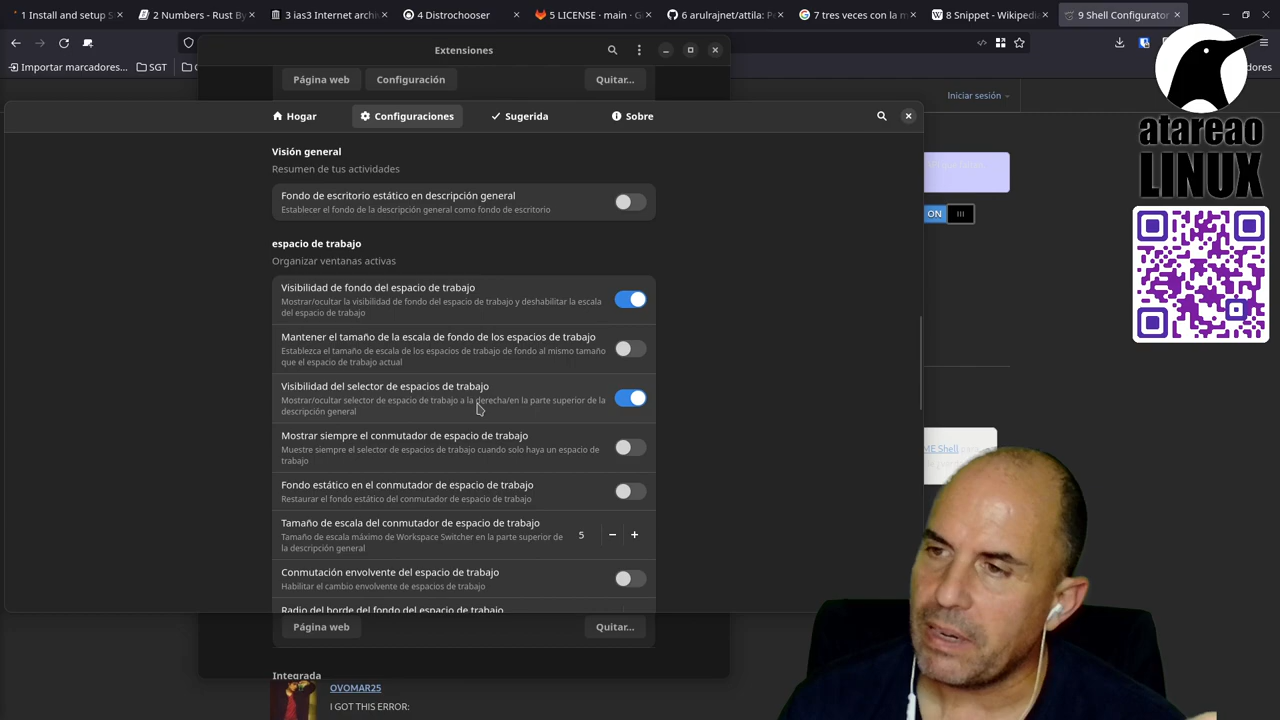 1 Install and setup 5
2 Numbers - Rust By
3 ias3 Internet archi
4 Distrochooser
5 LICENSE · main · G
6 arulrajnet/attila: Pe
7 tres veces con la m
8 Snippet - Wikipedia
9 Shell Configurator
Importar marcadores...
SGT
Extensiones
Página web
Configuración
Quitar...
Iniciar sesión
Hogar
Configuraciones
Sugerida
Sobre
atareao
LINUX
Visión general
Resumen de tus actividades
Fondo de escritorio estático en descripción general
Establecer el fondo de la descripción general como fondo de escritorio
ON
espacio de trabajo
Organizar ventanas activas
Visibilidad de fondo del espacio de trabajo
Mostrar/ocultar la visibilidad de fondo del espacio de trabajo y deshabilitar la escala
del espacio de trabajo
Mantener el tamaño de la escala de fondo de los espacios de trabajo
Establezca el tamaño de escala de los espacios de trabajo de fondo al mismo tamaño
que el espacio de trabajo actual
Visibilidad del selector de espacios de trabajo
Mostrar/ocultar selector de espacio de trabajo a la derecha/en la parte superior de la
descripción general
Mostrar siempre el conmutador de espacio de trabajo
Muestre siempre el selector de espacios de trabajo cuando solo haya un espacio de
trabajo
ME Shell
Fondo estático en el conmutador de espacio de trabajo
Restaurar el fondo estático del conmutador de espacio de trabajo
Tamaño de escala del conmutador de espacio de trabajo
Tamaño de escala máximo de Workspace Switcher en la parte superior de
la descripción general
5
Conmutación envolvente del espacio de trabajo
Habilitar el cambio envolvente de espacios de trabajo
Radio del borde del fondo del espacio de trabajo
Página web
Quitar...
Integrada
OVOMAR25
I GOT THIS ERROR: